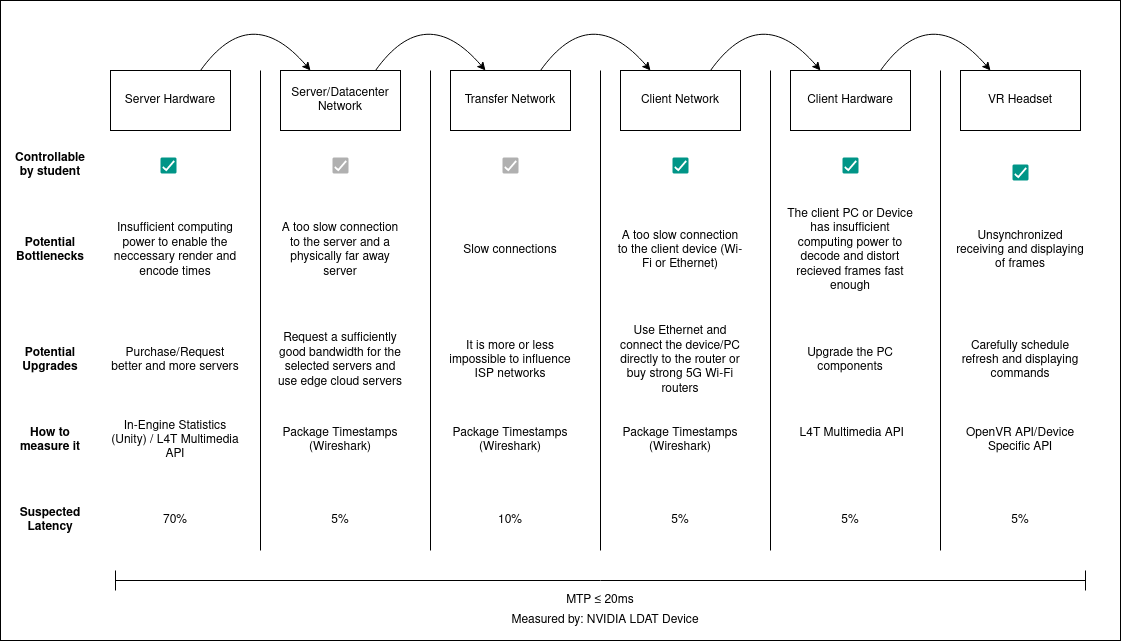 Server Hardware
Server/Datacenter
Network
Transfer Network
Client Network
Client Hardware
VR Headset
Controllable
by student
Potential
Bottlenecks
Insufficient computing
power to enable the
neccessary render and
encode times
A too slow connection
to the server and a
physically far away
server
Slow connections
A too slow connection
to the client device (Wi-
Fi or Ethernet)
The client PC or Device
has insufficient
computing power to
decode and distort
recieved frames fast
enough
Unsynchronized
receiving and displaying
of frames
Potential
Upgrades
Purchase/Request
better and more servers
Request a sufficiently
good bandwidth for the
selected servers and
use edge cloud servers
It is more or less
impossible to influence
ISP networks
Use Ethernet and
connect the device/PC
directly to the router or
buy strong 5G Wi-Fi
routers
Upgrade the PC
components
Carefully schedule
refresh and displaying
commands
How to
measure it
In-Engine Statistics
(Unity) / L4T Multimedia
API
Package Timestamps
(Wireshark)
Package Timestamps
(Wireshark)
Package Timestamps
(Wireshark)
L4T Multimedia API
OpenVR API/Device
Specific API
Suspected
Latency
70%
5%
10%
5%
5%
5%
MTP ≤ 20ms
Measured by: NVIDIA LDAT Device